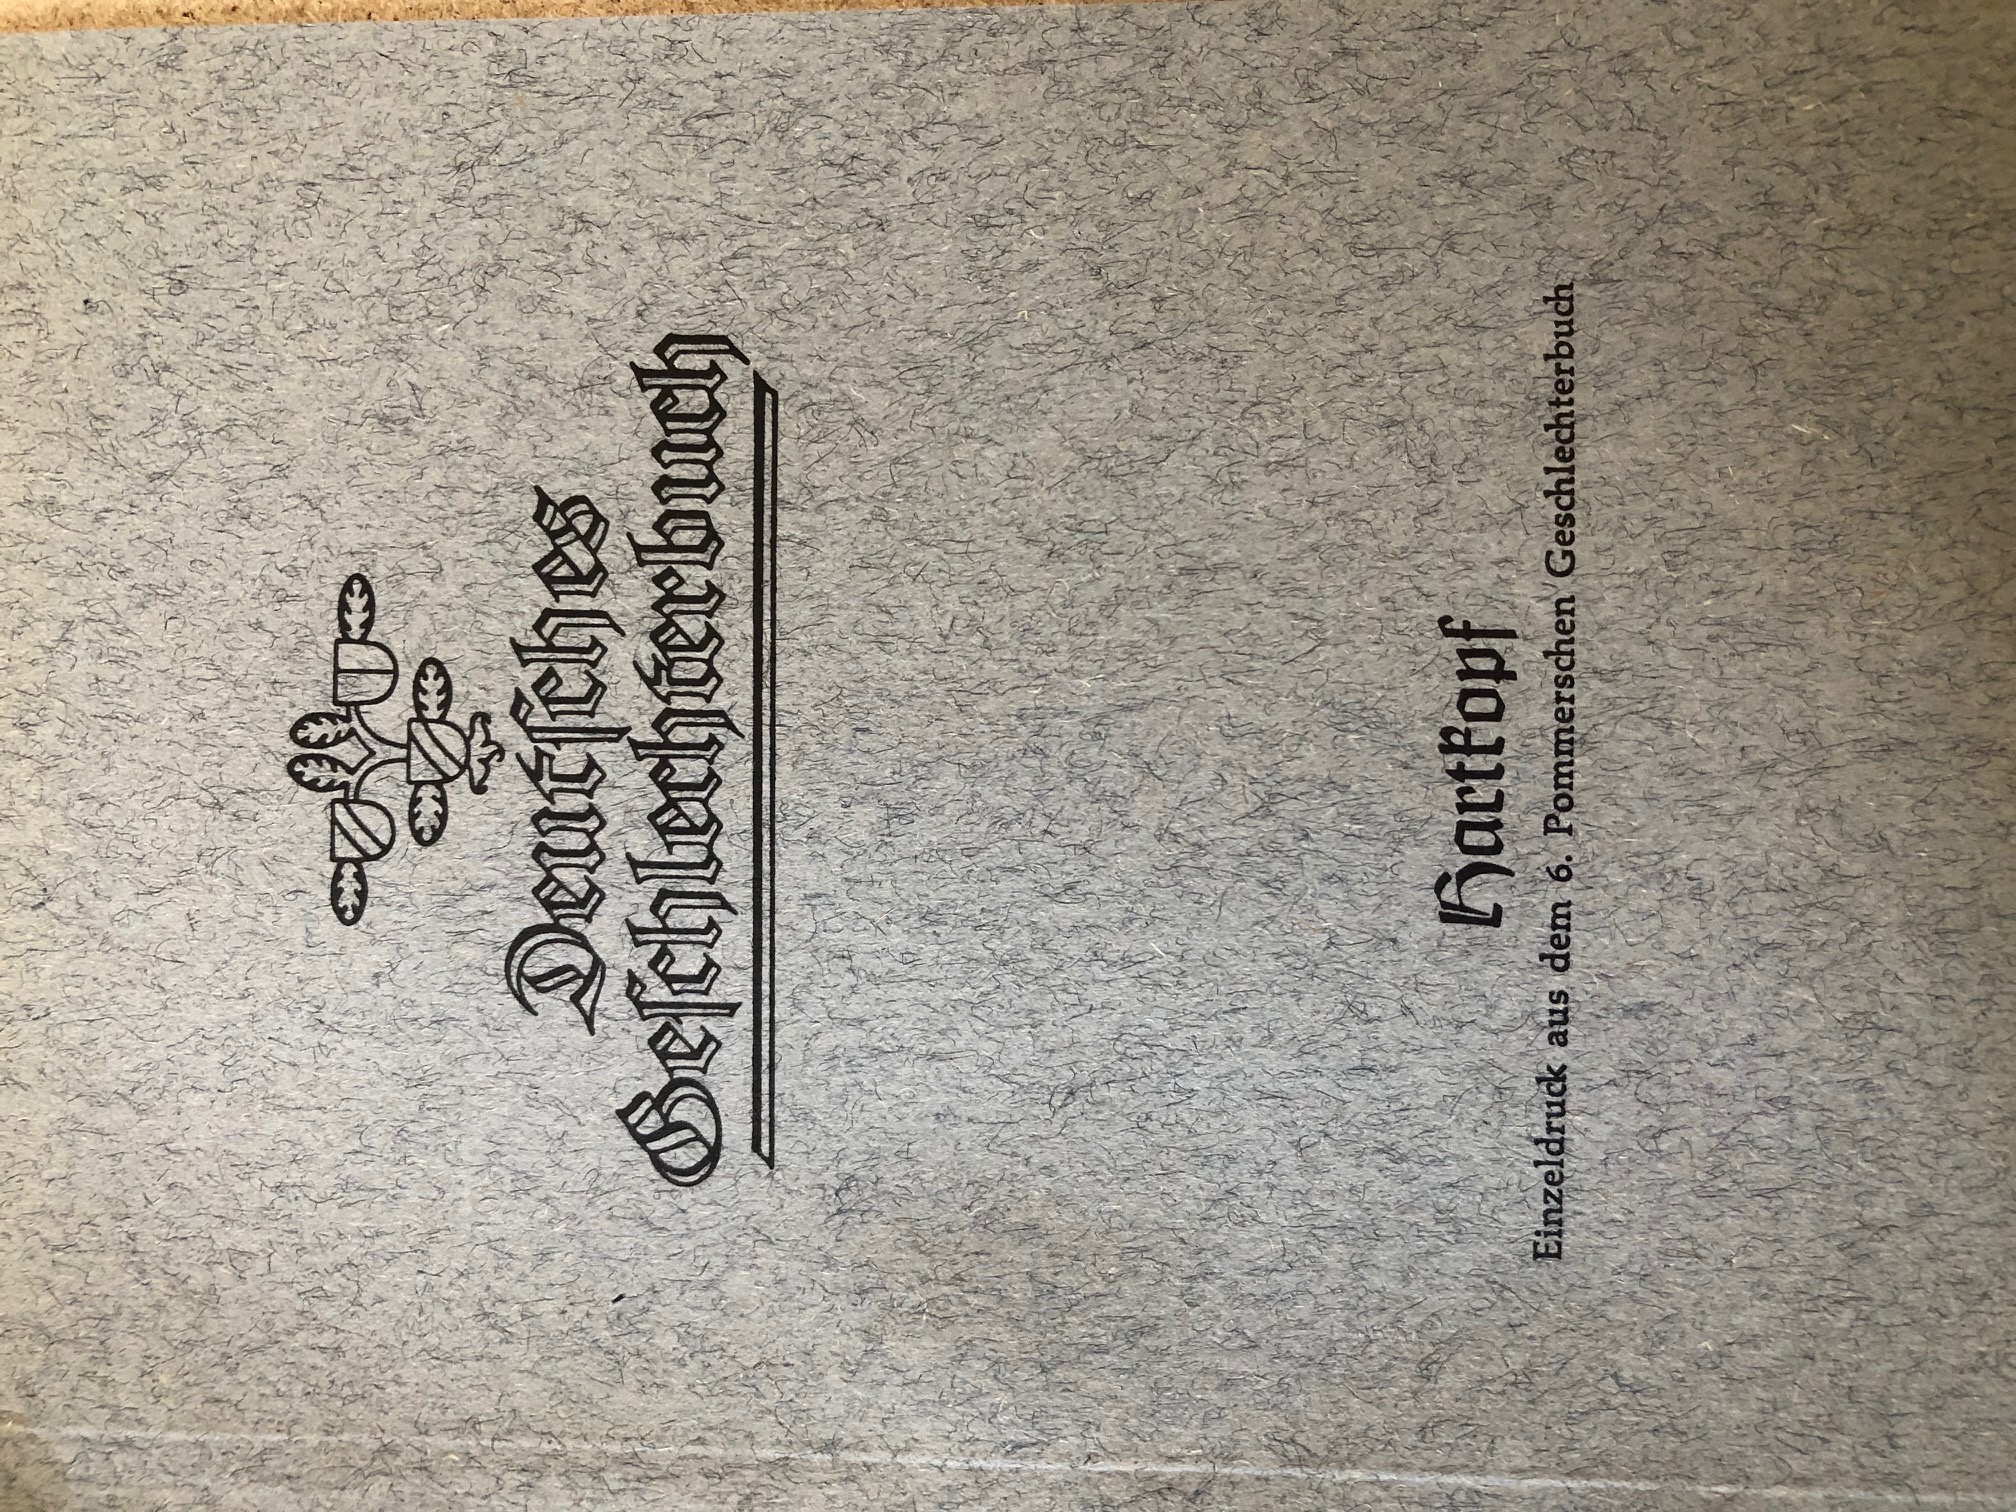 Deutſches
Geſchlechterbuch
Hartkopf
Einzeldruck aus dem 6. Pommerschen Geschlechterbuch